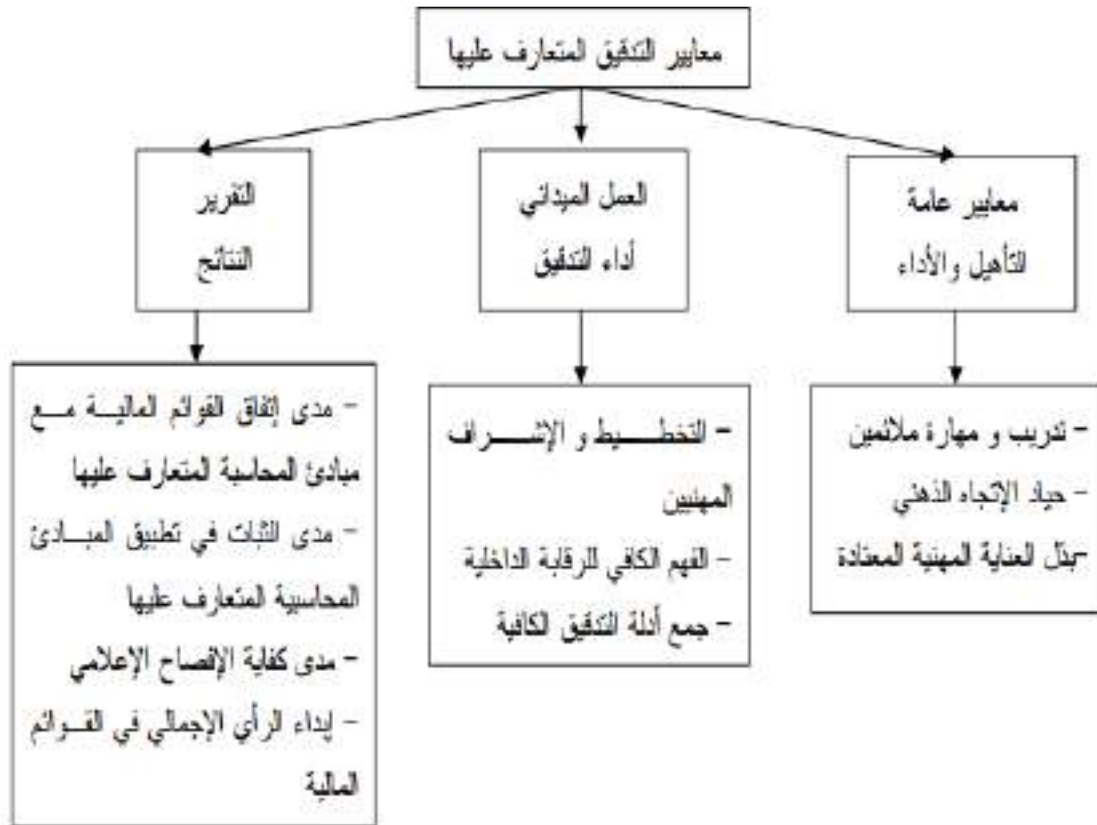 معايير التدقيق المتعارف عليها
معايير عامة
التأهيل والأداء
العمل الميداني
أداء التدقيق
التقرير
النتائج
- تدريب و مهارة ملائمين
- حياد الإتجاه الذهني
-بذل العناية المهنية المعتادة
- التخطيط و الإشراف
المهنيين
- الفهم الكافي للرقابة الداخلية
- جمع أدلة التدقيق الكافية
- مدى إتفاق القوائم المالية مع
مبادئ المحاسبة المتعارف عليها
- مدى الثبات في تطبيق المبادئ
المحاسبية المتعارف عليها
- مدى كفاية الإفصاح الإعلامي
- إبداء الرأي الإجمالي في القوائم
المالية